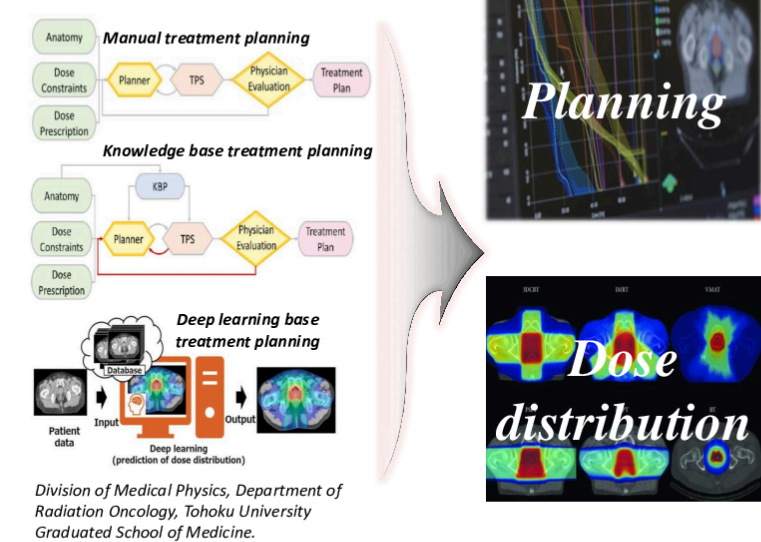 Manual treatment planning
Anatomy
Dose
Constraints
Dose
Prescription
Planner
TPS
Physician
Evaluation
Treatment
Plan
Knowledge base treatment planning
KBP
Anatomy
Dose
Constraints
Dose
Prescription
Planner
TPS
Physician
Evaluation
Treatment
Plan
Deep learning base
treatment planning
Database
Patient
data
Input
Output
Deep learning
(prediction of dose distribution)
Division of Medical Physics, Department of
Radiation Oncology, Tohoku University
Graduated School of Medicine.
Planning
3DCRT
IMRT
VMAT
Dose
distribution